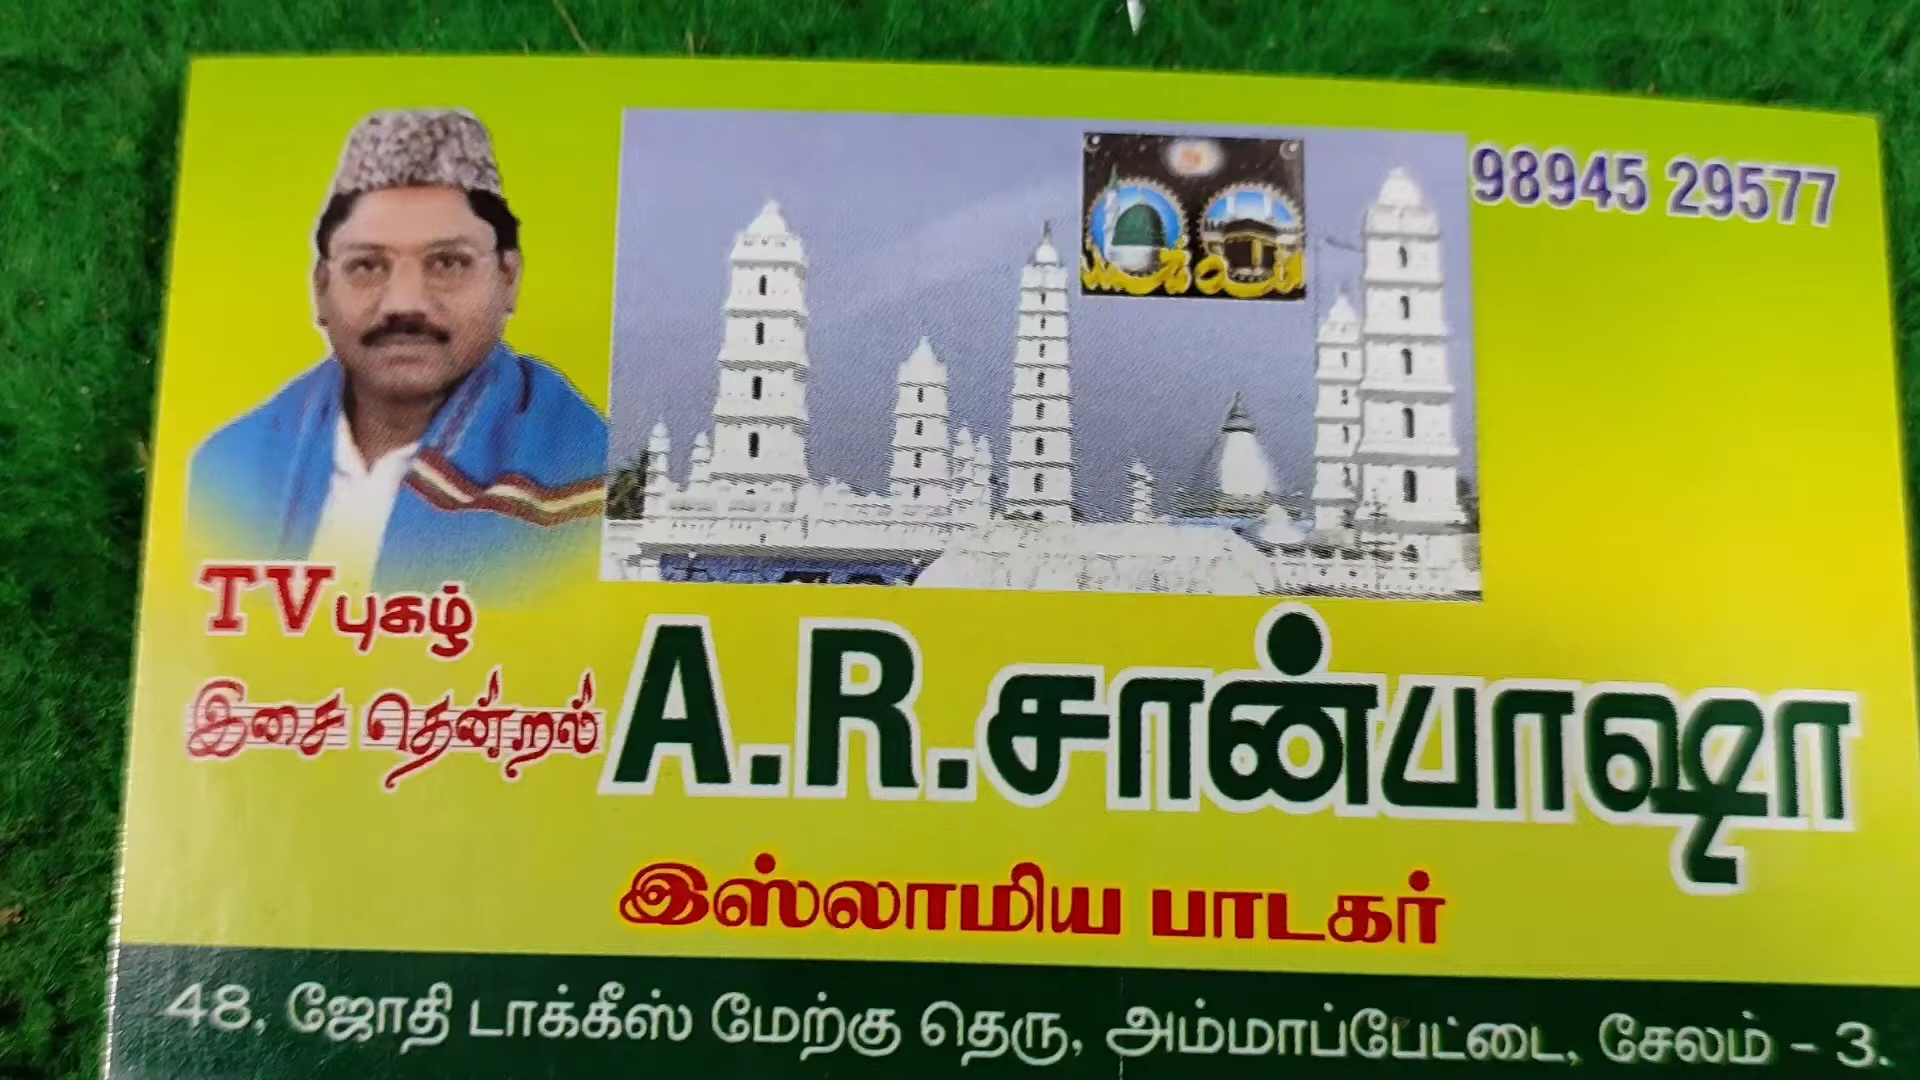 98945 29577
TV புகழ்
இசை தென்றல்
A.R.சான்பாஷா
இஸ்லாமிய பாடகர்
48, ஜோதி டாக்கீஸ் மேற்கு தெரு, அம்மாப்பேட்டை, சேலம் - 3.